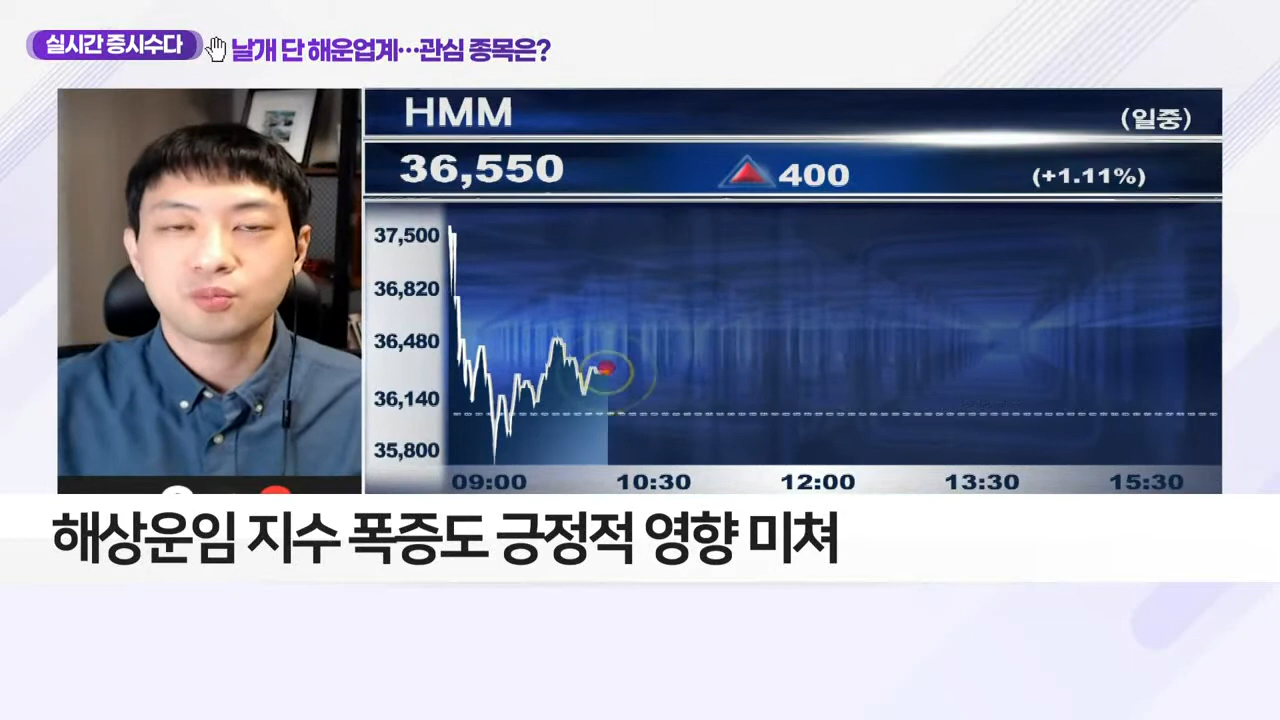 실시간 증시수다
날개 단 해운업계…관심 종목은?
HMM
(일중)
36,550
400
(+1.11%)
37,500
36,820
36,480
36,140
35,800
09:00
10:30
12:00
13:30
15:30
해상운임 지수 폭증도 긍정적 영향 미쳐